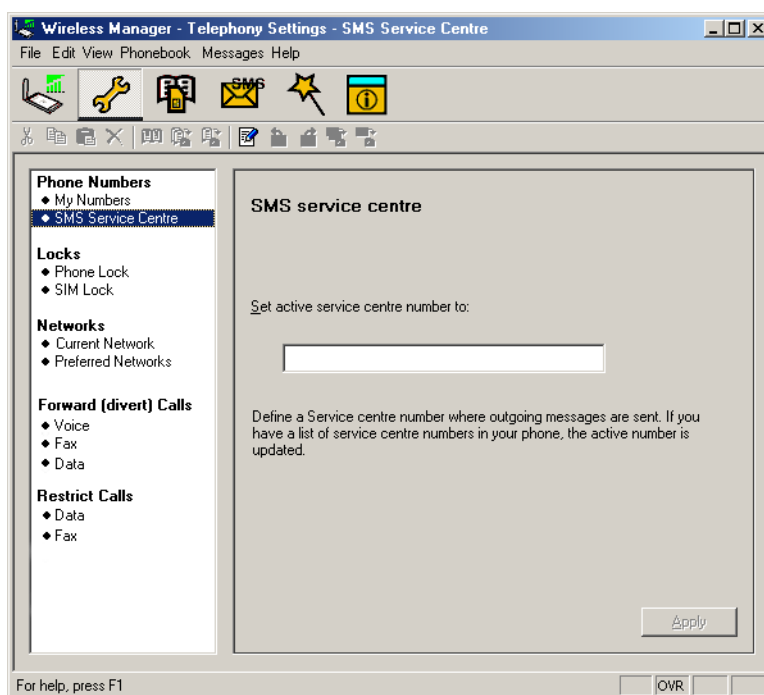 Wireless Manager - Telephony Settings - SMS Service Centre
File Edit View Phonebook Messages Help
SMS
Phone Numbers
My Numbers
SMS Service Centre
Locks
Phone Lock
SIM Lock
Networks
Current Network
Preferred Networks
Forward (divert) Calls
Voice
Fax
Data
Restrict Calls
Data
Fax
SMS service centre
Set active service centre number to:
Define a Service centre number where outgoing messages are sent. If you
have a list of service centre numbers in your phone, the active number is
updated.
Apply
For help, press F1
OVR